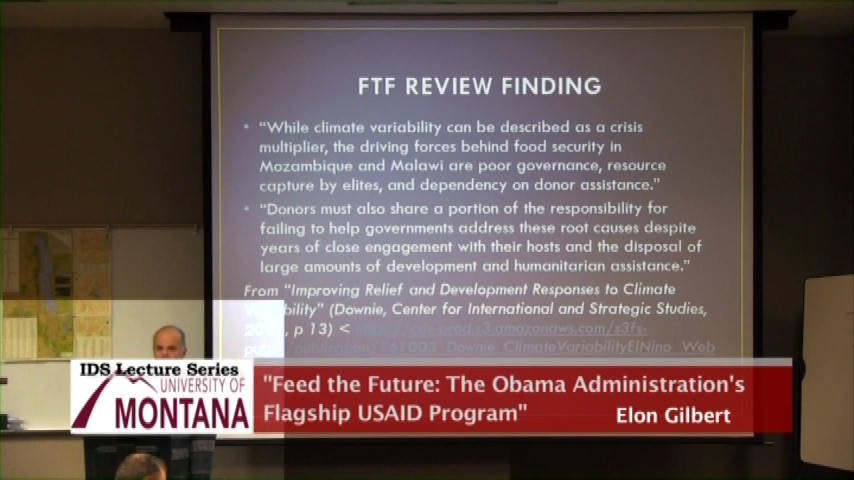 FTF REVIEW FINDING
• "While climate variability can be described as a crisis
multiplier, the driving forces behind food security in
Mozambique and Malawi are poor governance, resource
capture by elites, and dependency on donor assistance."
• "Donors must also share a portion of the responsibility for
failing to help governments address these root causes despite
years of close engagement with their hosts and the disposal of
large amounts of development and humanitarian assistance."
From "Improving Relief and Development Responses to Climate
(Downie, Center for International and Strategic Studies,
p 13) <
IDS Lecture Series
UNIVERSITY OF
MONTANA
"Feed the Future: The Obama Administration's
Flagship USAID Program"
Elon Gilbert